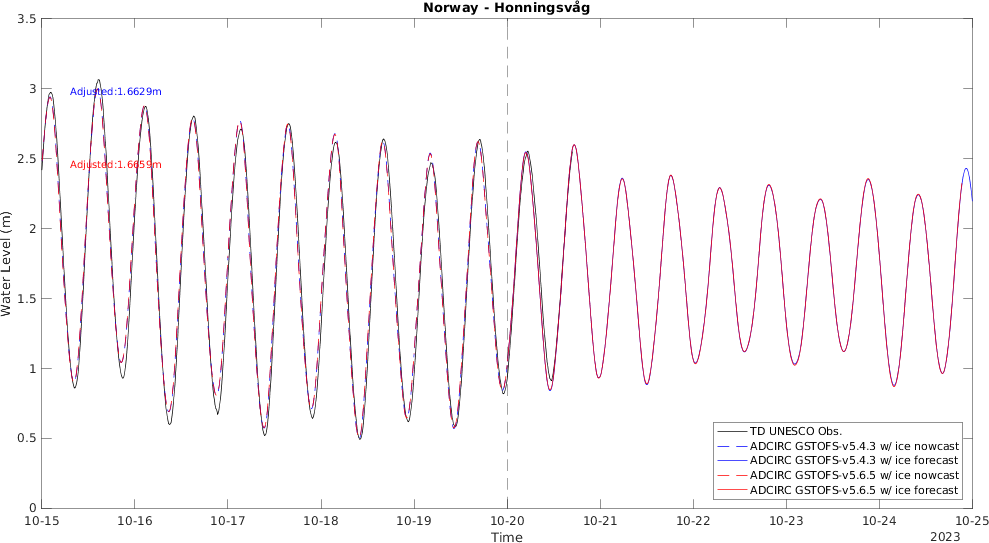 Norway - Honningsvåg
3.5
3
2.5
2
1.5
1
0.5
0
Water Level (m)
Adjusted:1.6629m
Adjusted:1.6659m
TD UNESCO Obs.
ADCIRC GSTOFS-v5.4.3 w/ ice nowcast
ADCIRC GSTOFS-v5.4.3 w/ ice forecast
ADCIRC GSTOFS-v5.6.5 w/ ice nowcast
ADCIRC GSTOFS-v5.6.5 w/ ice forecast
10-15 10-16 10-17 10-18 10-19 10-20 10-21 10-22 10-23 10-24 10-25
Time
2023